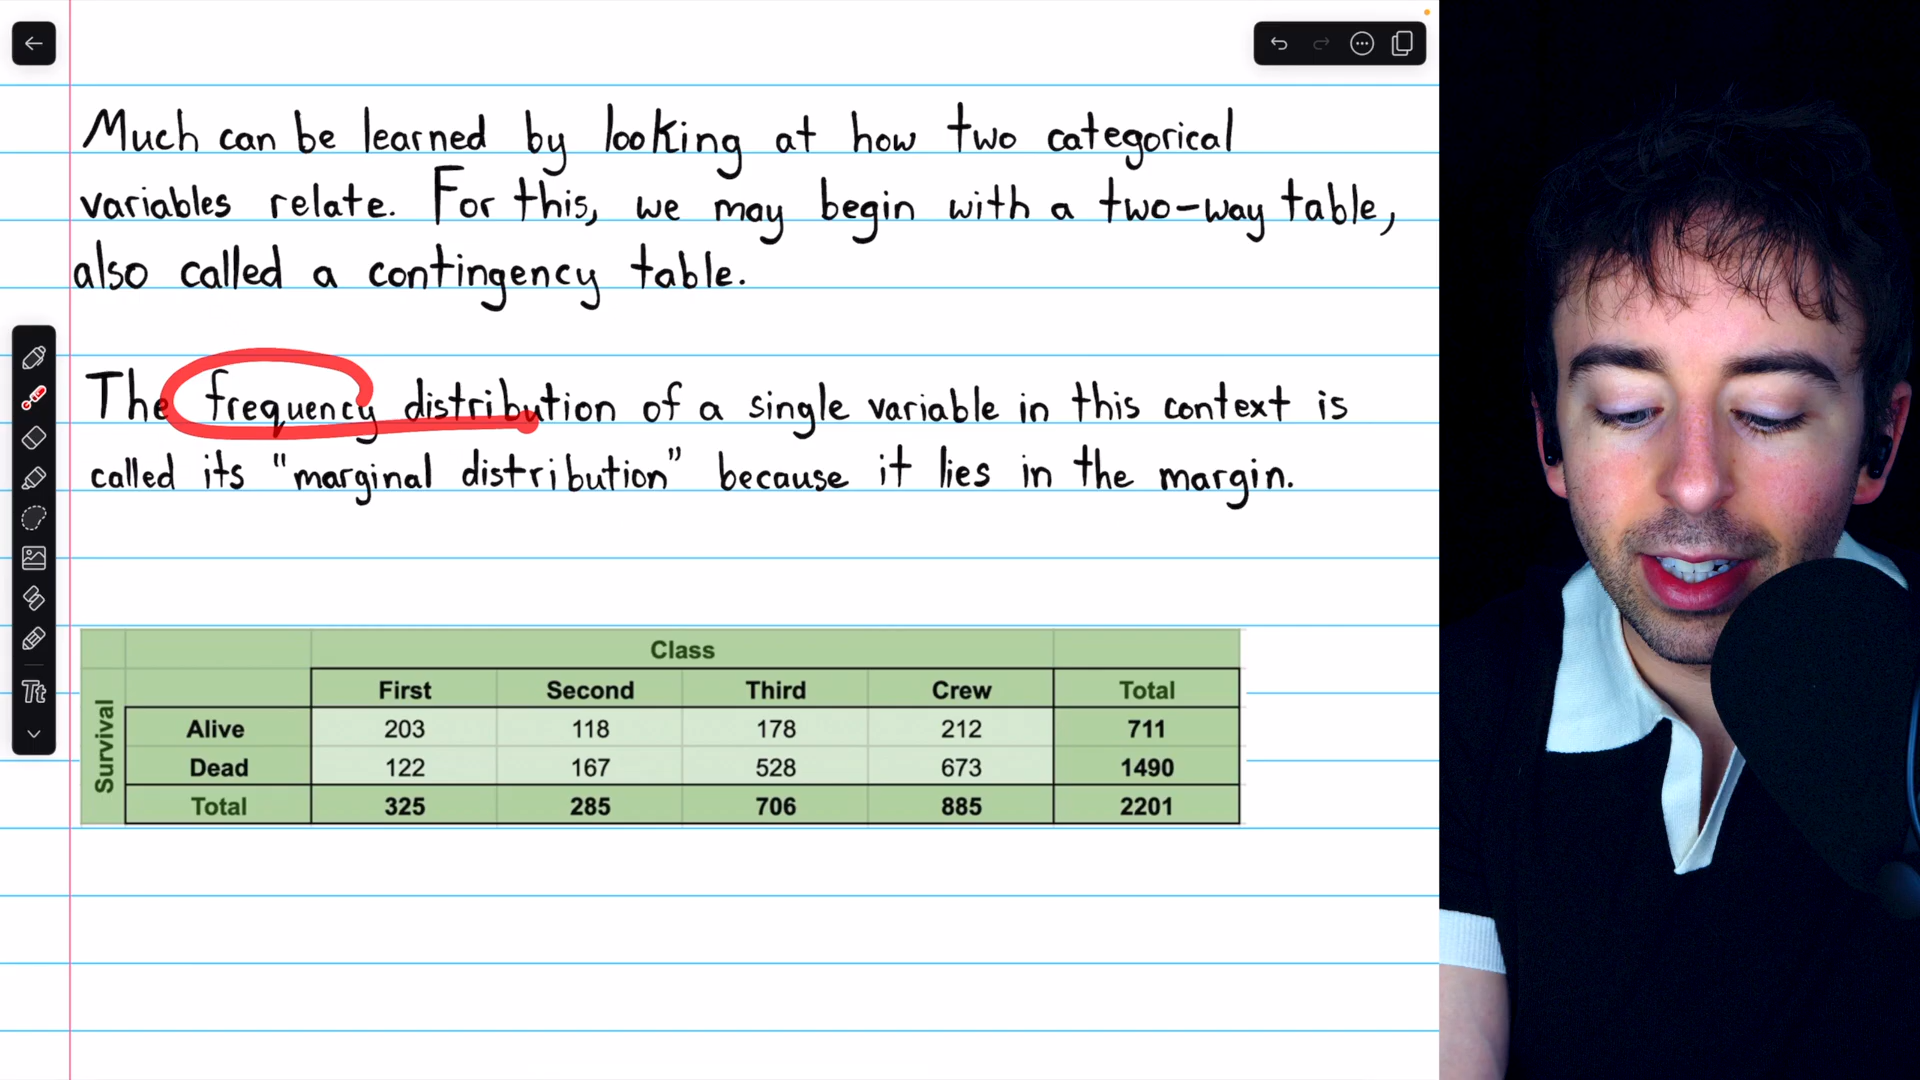 Much can be learned by looking at how two categorical
variables relate. For this, we may begin with a two-way table,
also called a contingency table.
The frequency distribution of a single variable in this context is
called its "marginal distribution" because it lies in the margin.
Class
First Second Third Crew Total
Survival
Alive 203 118 178 212 711
Dead 122 167 528 673 1490
Total 325 285 706 885 2201
Tt